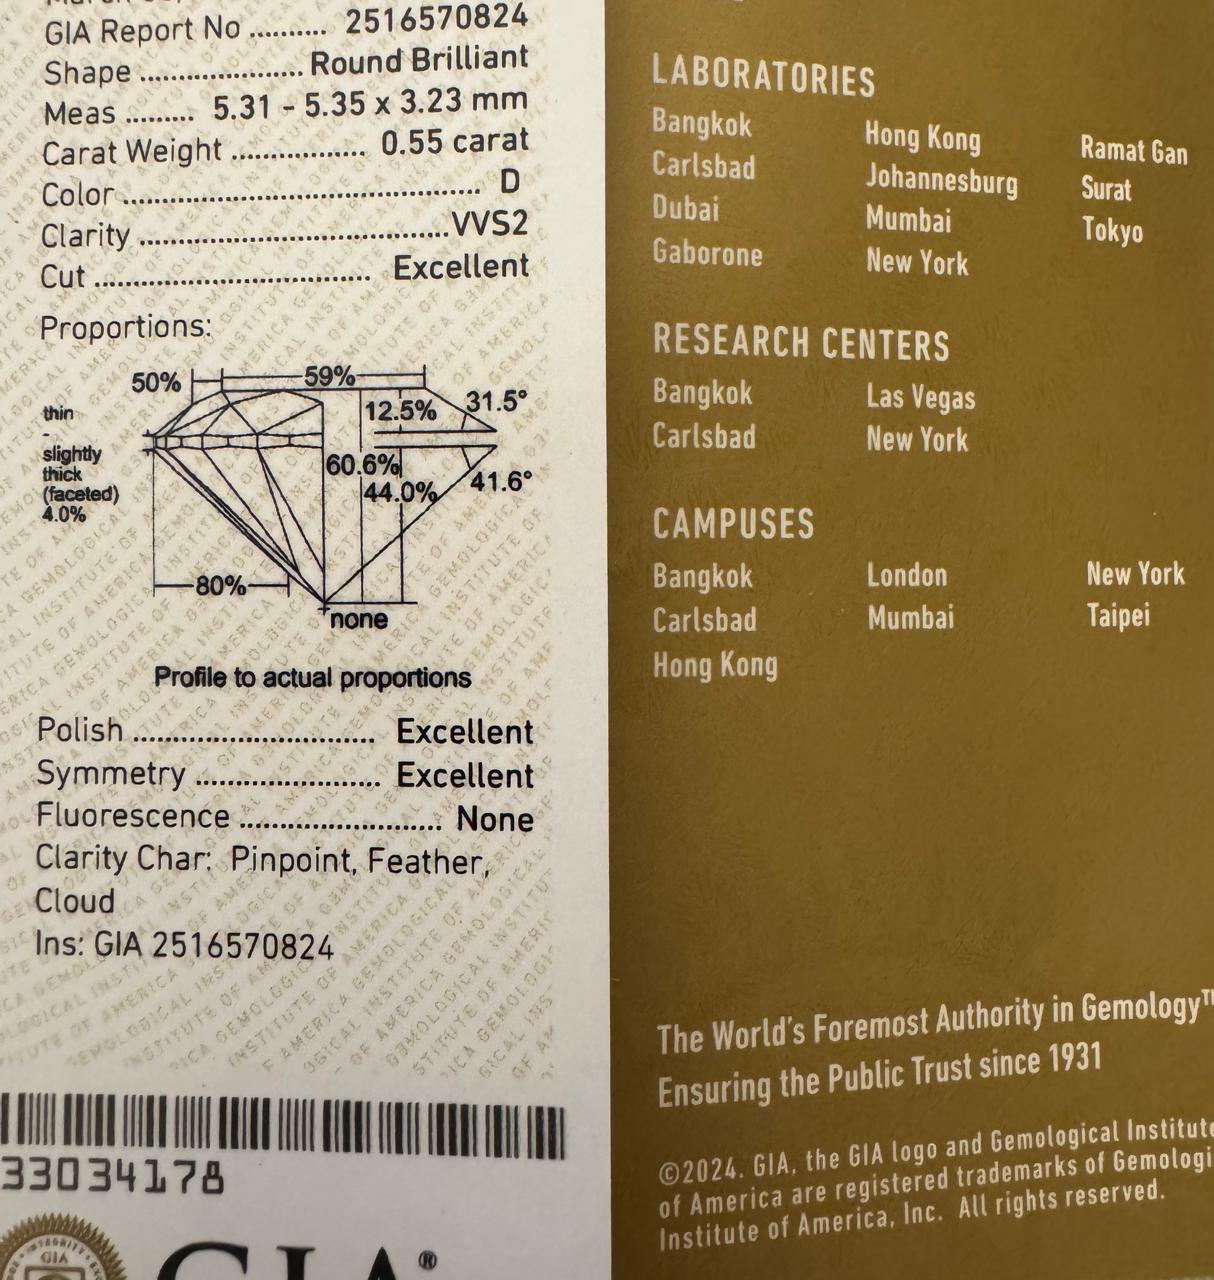 GIA Report No .......... 2516570824
Shape ..................... Round Brilliant
Meas ......... 5.31 - 5.35 x 3.23 mm
Carat Weight ................. 0.55 carat
Color ............................................. D
Clarity ....................................... VVS2
Cut ................................... Excellent
Proportions:
50%
59%
12.5%
31.5°
thin
-
slightly
thick
(faceted)
4.0%
60.6%
44.0%
41.6°
80%
none
Profile to actual proportions
Polish .............................. Excellent
Symmetry ....................... Excellent
Fluorescence ......................... None
Clarity Char: Pinpoint, Feather,
Cloud
Ins: GIA 2516570824
33034178
GIA
GIA®
LABORATORIES
Bangkok Hong Kong Ramat Gan
Carlsbad Johannesburg Surat
Dubai Mumbai Tokyo
Gaborone New York
RESEARCH CENTERS
Bangkok Las Vegas
Carlsbad New York
CAMPUSES
Bangkok London New York
Carlsbad Mumbai Taipei
Hong Kong
The World's Foremost Authority in Gemology™
Ensuring the Public Trust since 1931
©2024. GIA, the GIA logo and Gemological Institute
of America are registered trademarks of Gemologi
Institute of America, Inc. All rights reserved.